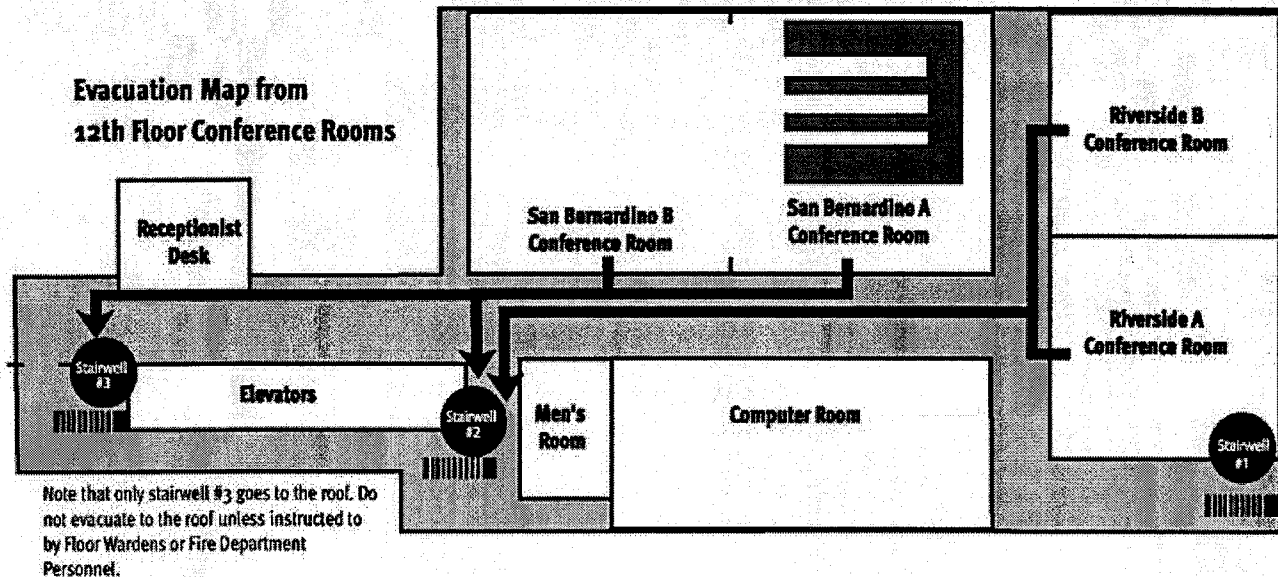 Evacuation Map from
12th Floor Conference Rooms
Receptionist
Desk
San Bernardino B
Conference Room
San Bernardino A
Conference Room
Riverside B
Conference Room
Riverside A
Conference Room
Stairwell
#3
Elevators
Stairwell
#2
Men's
Room
Computer Room
Stairwell
#1
Note that only stairwell #3 goes to the roof. Do
not evacuate to the roof unless instructed to
by Floor Wardens or Fire Department
Personnel.